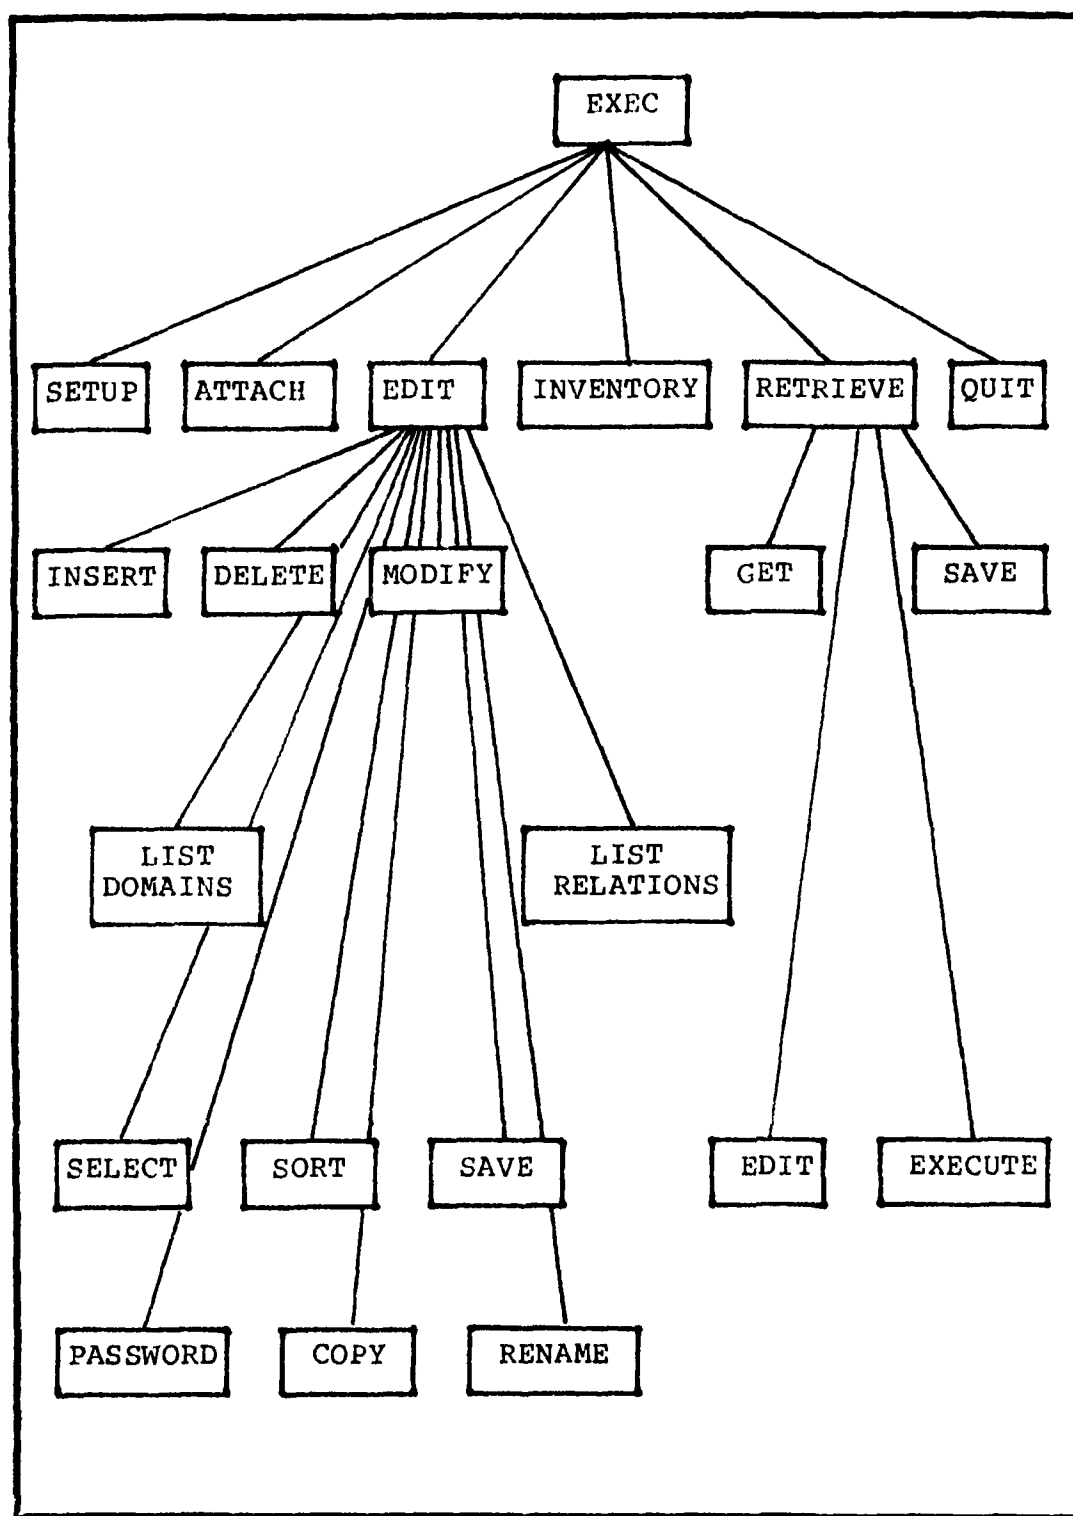 EXEC
SETUP
ATTACH
EDIT
INVENTORY
RETRIEVE
QUIT
INSERT
DELETE
MODIFY
GET
SAVE
LIST
DOMAINS
LIST
RELATIONS
SELECT
SORT
SAVE
EDIT
EXECUTE
PASSWORD
COPY
RENAME